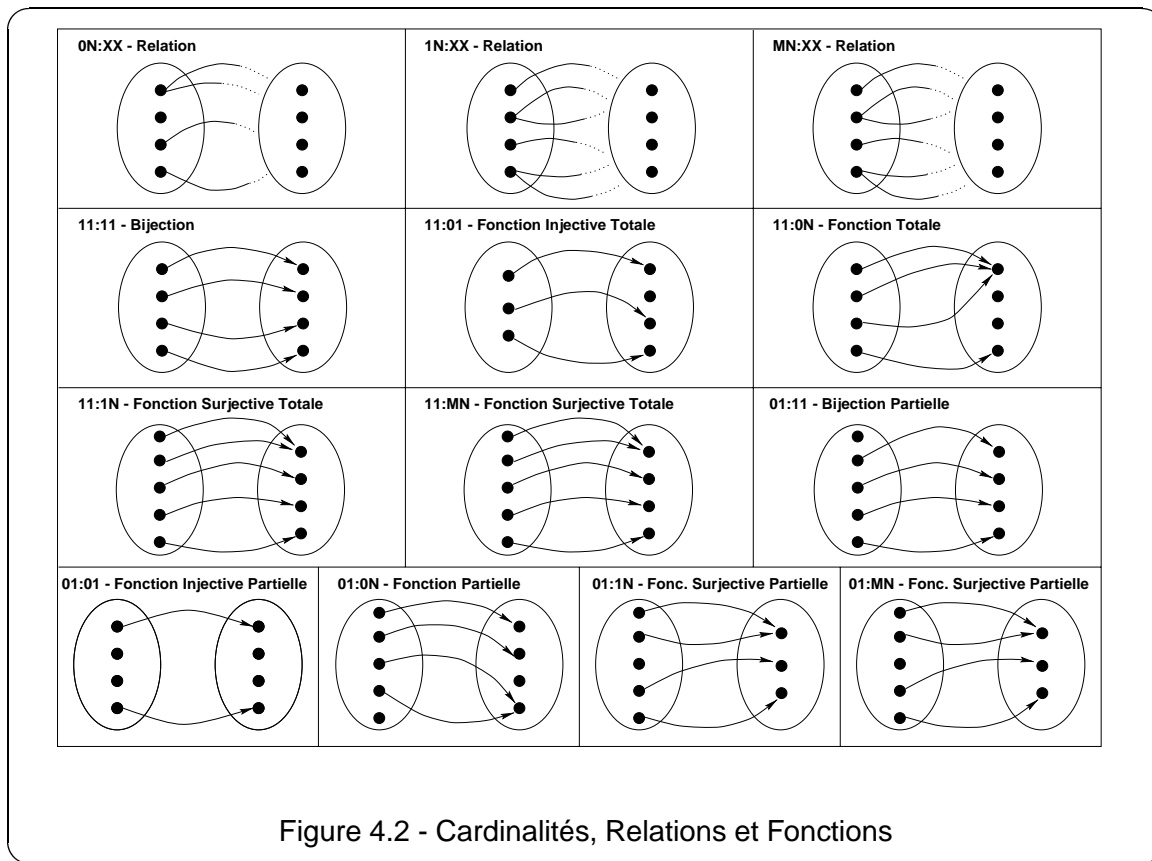 0N:XX - Relation
1N:XX - Relation
MN:XX - Relation
11:11 - Bijection
11:01 - Fonction Injective Totale
11:0N - Fonction Totale
11:1N - Fonction Surjective Totale
11:MN - Fonction Surjective Totale
01:11 - Bijection Partielle
01:01 - Fonction Injective Partielle
01:0N - Fonction Partielle
01:1N - Fonc. Surjective Partielle
01:MN - Fonc. Surjective Partielle
Figure 4.2 - Cardinalités, Relations et Fonctions